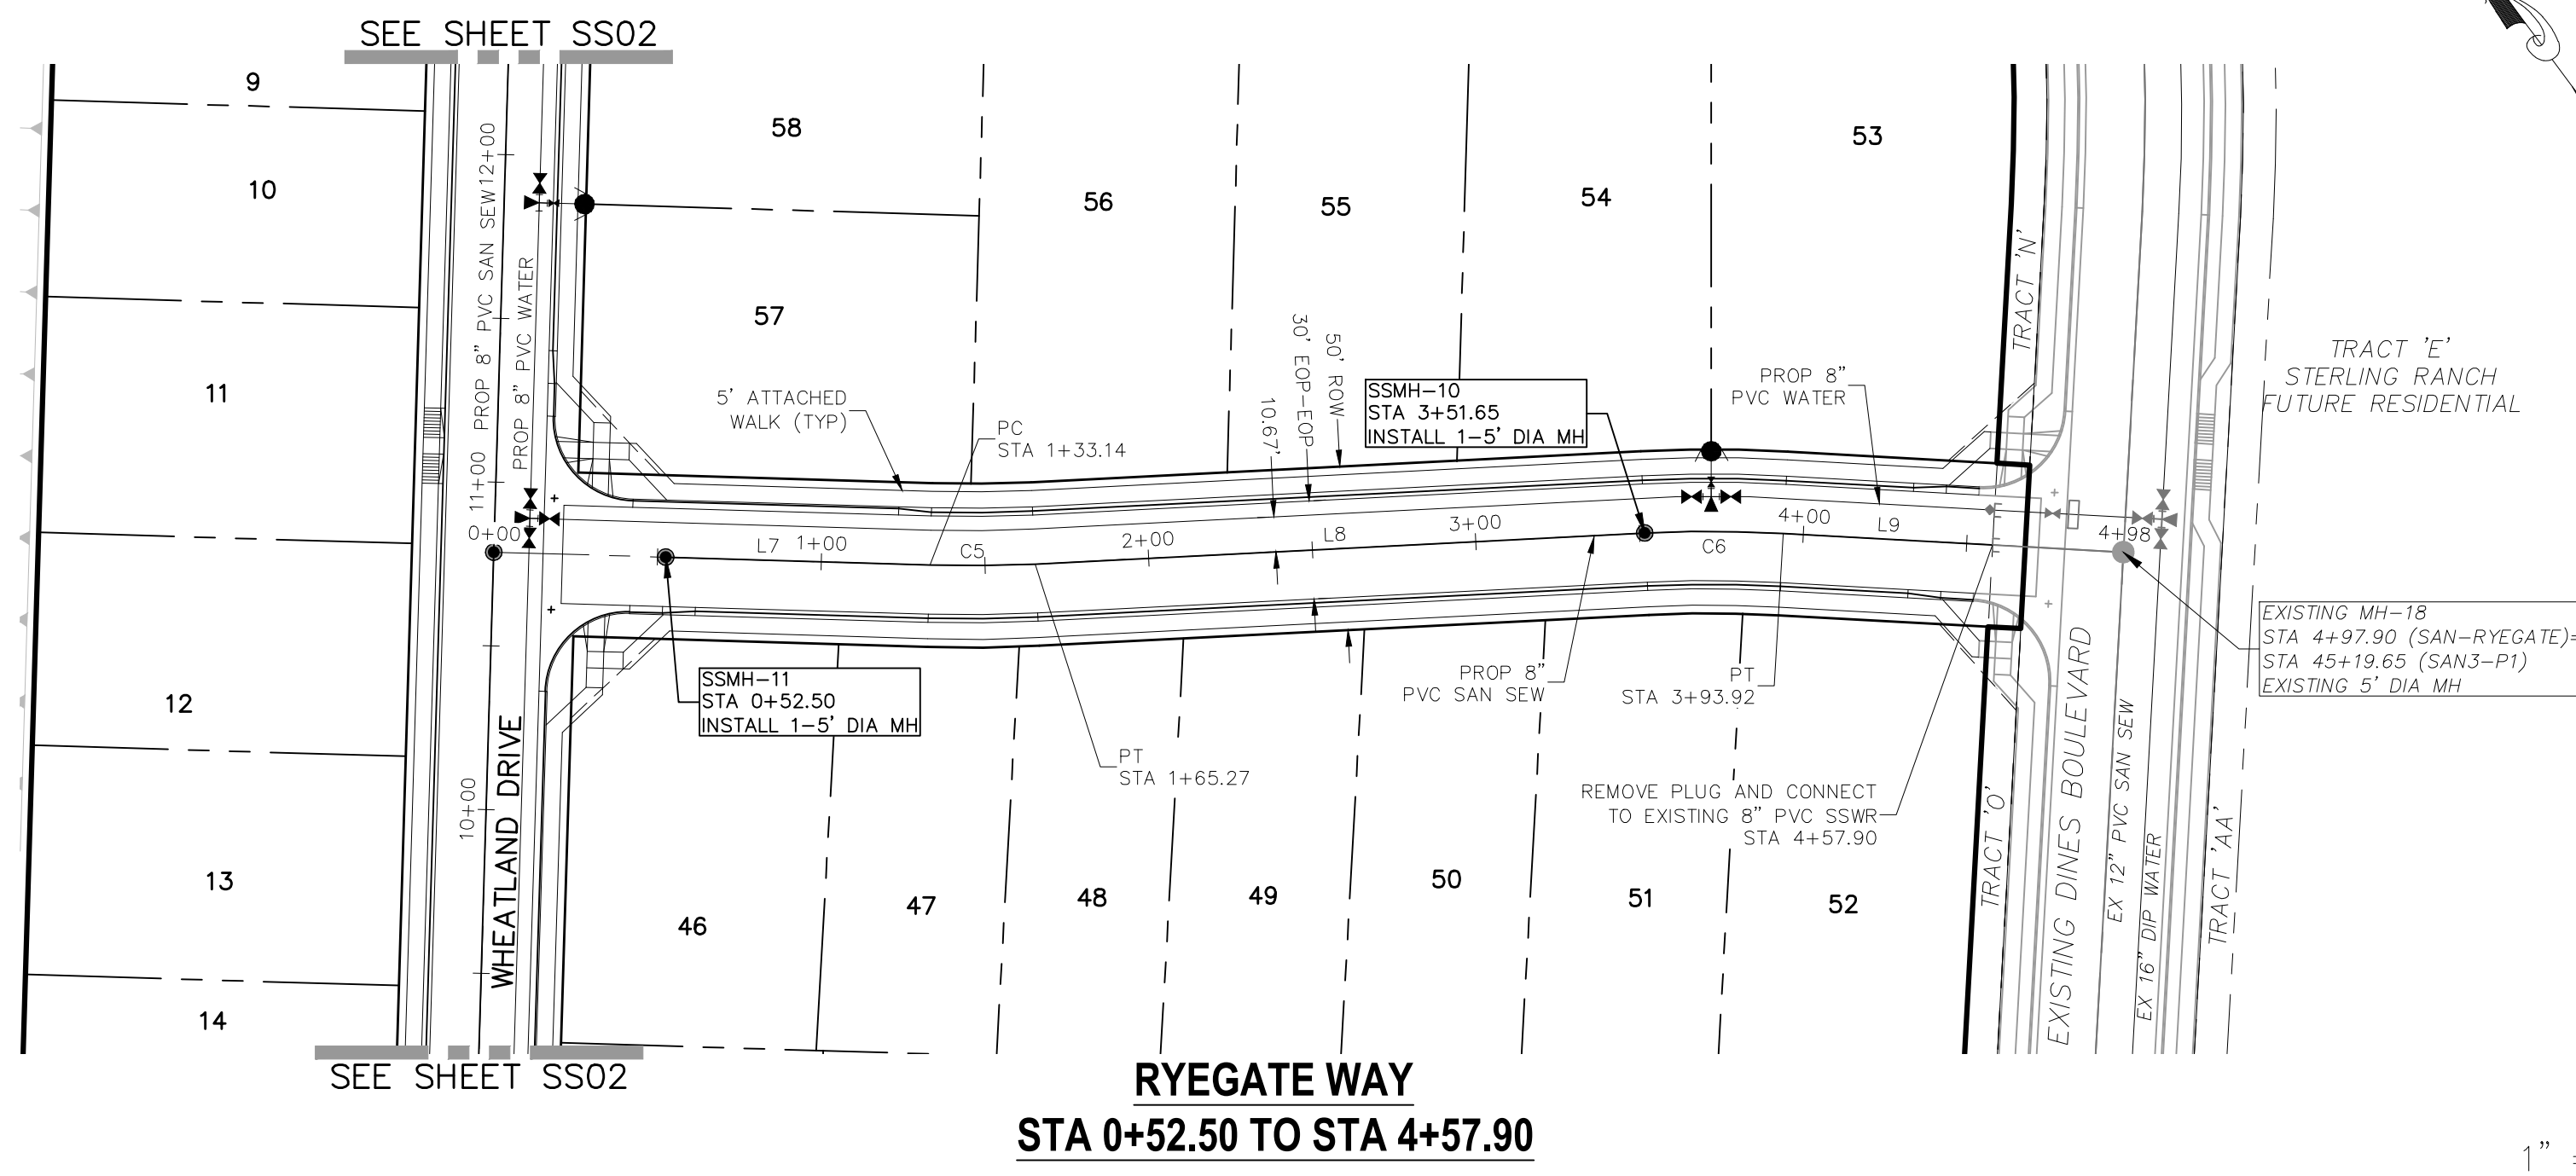 SEE SHEET SS02
9
10
11
12
13
14
58
57
56
55
54
53
12+00
PROP 8" PVC SAN SEW
11+00
PROP 8" PVC WATER
10+00
WHEATLAND DRIVE
5' ATTACHED
WALK (TYP)
PC
STA 1+33.14
10.67'
30' EOP-EOP
50' ROW
SSMH-10
STA 3+51.65
INSTALL 1-5' DIA MH
PROP 8"
PVC WATER
TRACT 'N'
TRACT 'E'
STERLING RANCH
FUTURE RESIDENTIAL
0+00
L7
1+00
C5
2+00
L8
3+00
C6
4+00
L9
4+98
SSMH-11
STA 0+52.50
INSTALL 1-5' DIA MH
PT
STA 1+65.27
PROP 8"
PVC SAN SEW
PT
STA 3+93.92
REMOVE PLUG AND CONNECT
TO EXISTING 8" PVC SSWR
STA 4+57.90
EXISTING MH-18
STA 4+97.90 (SAN-RYEGATE)=
STA 45+19.65 (SAN3-P1)
EXISTING 5' DIA MH
46
47
48
49
50
51
52
TRACT 'O'
EXISTING DINES BOULEVARD
EX 12" PVC SAN SEW
EX 16" DIP WATER
TRACT 'AA'
SEE SHEET SS02
RYEGATE WAY
STA 0+52.50 TO STA 4+57.90
1"